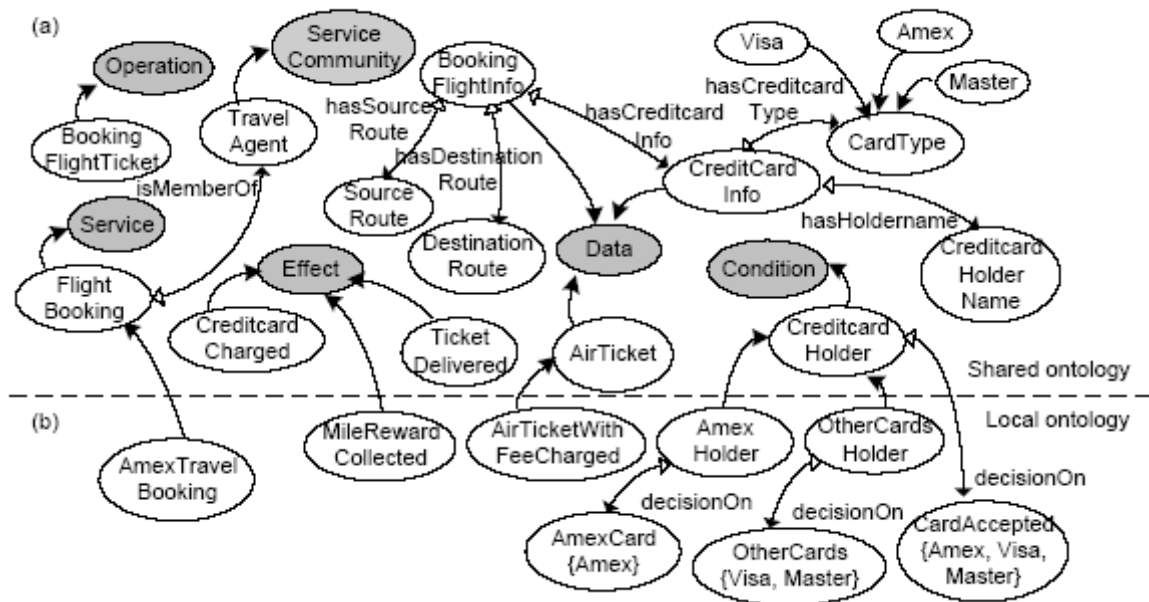 (a)
Operation
Service
Community
Booking
FlightInfo
Visa
Amex
Master
hasCreditcard
Type
CardType
Booking
FlightTicket
Travel
Agent
hasSource
Route
hasDestination
Route
hasCreditcard
Info
CreditCard
Info
isMemberOf
Source
Route
hasHoldername
Service
Destination
Route
Data
Creditcard
Holder
Name
Flight
Booking
Effect
Condition
Creditcard
Charged
Ticket
Delivered
AirTicket
Creditcard
Holder
Shared ontology
(b)
Local ontology
AmexTravel
Booking
MileReward
Collected
AirTicketWith
FeeCharged
Amex
Holder
OtherCards
Holder
decisionOn
decisionOn
decisionOn
AmexCard
{Amex}
OtherCards
{Visa, Master}
CardAccepted
{Amex, Visa,
Master}